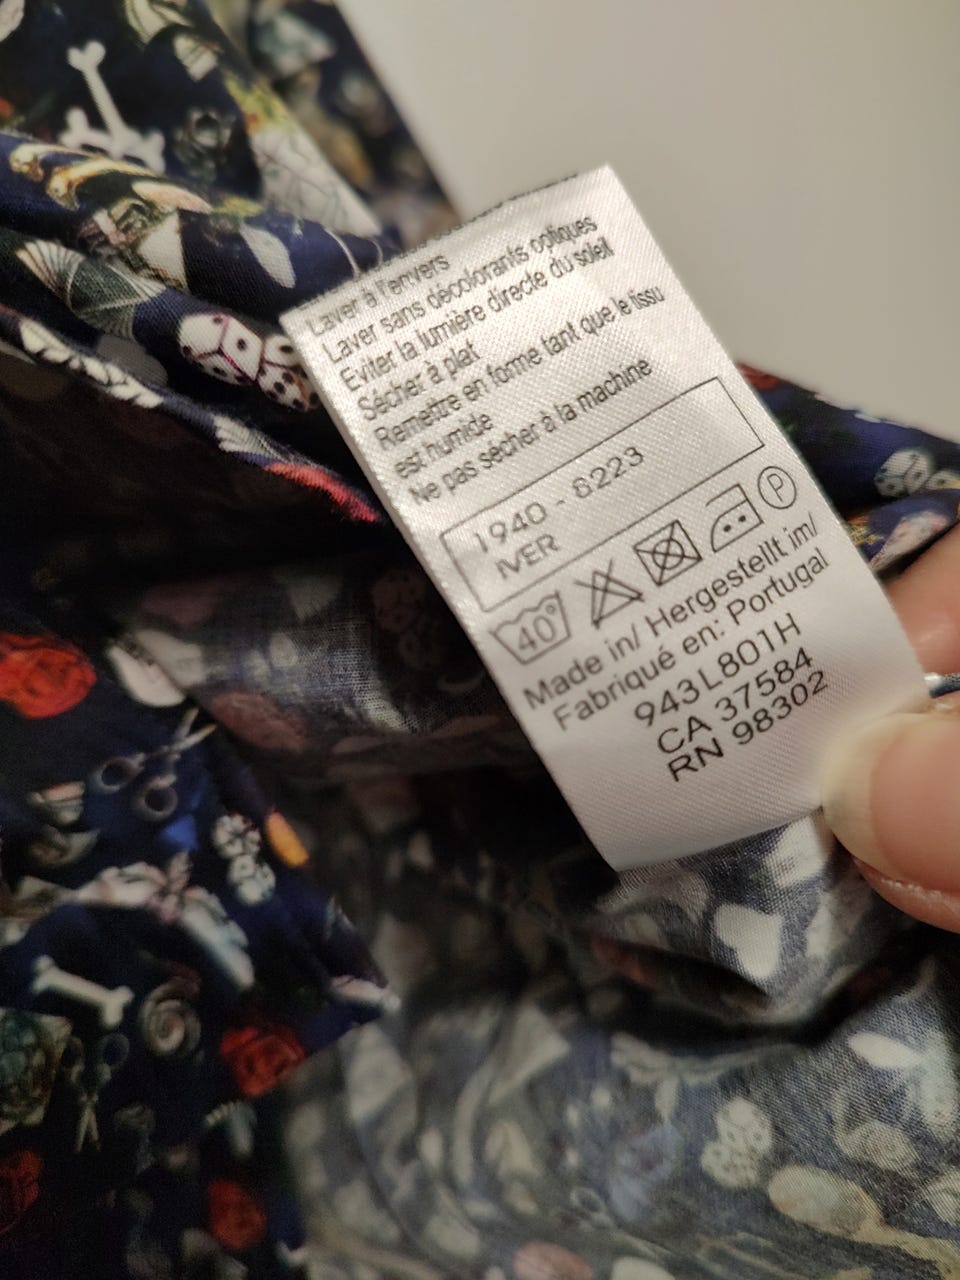 Laver à l'envers
Laver sans décolorants optiques
Eviter la lumière directe du soleil
Sécher à plat
Remettre en forme tant que le tissu
est humide
Ne pas sécher à la machine
1940 - 8223
IVER
40°
P
Made in/ Hergestellt im/
Fabriqué en: Portugal
943L801H
CA 37584
RN 98302